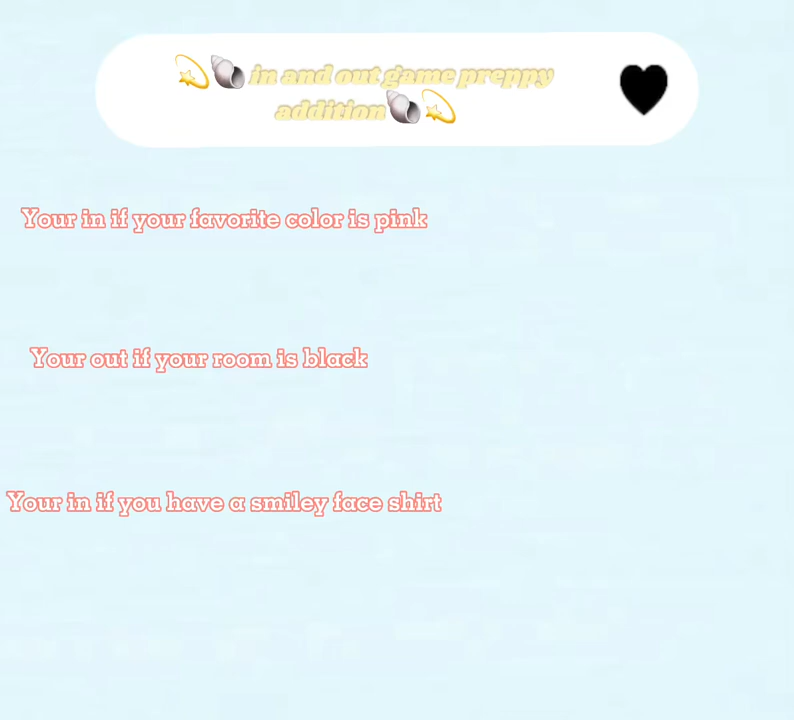 💫🐚 in and out game preppy
addition🐚💫
Your in if your favorite color is pink
Your out if your room is black
Your in if you have a smiley face shirt